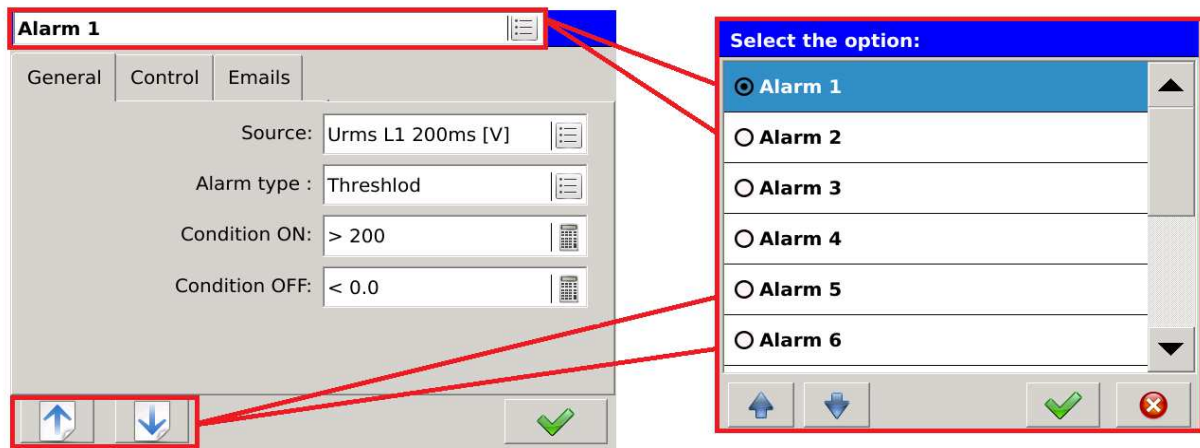 Alarm 1
General Control Emails
Source: Urms L1 200ms [V]
Alarm type : Threshlod
Condition ON: > 200
Condition OFF: < 0.0
Select the option:
Alarm 1
Alarm 2
Alarm 3
Alarm 4
Alarm 5
Alarm 6